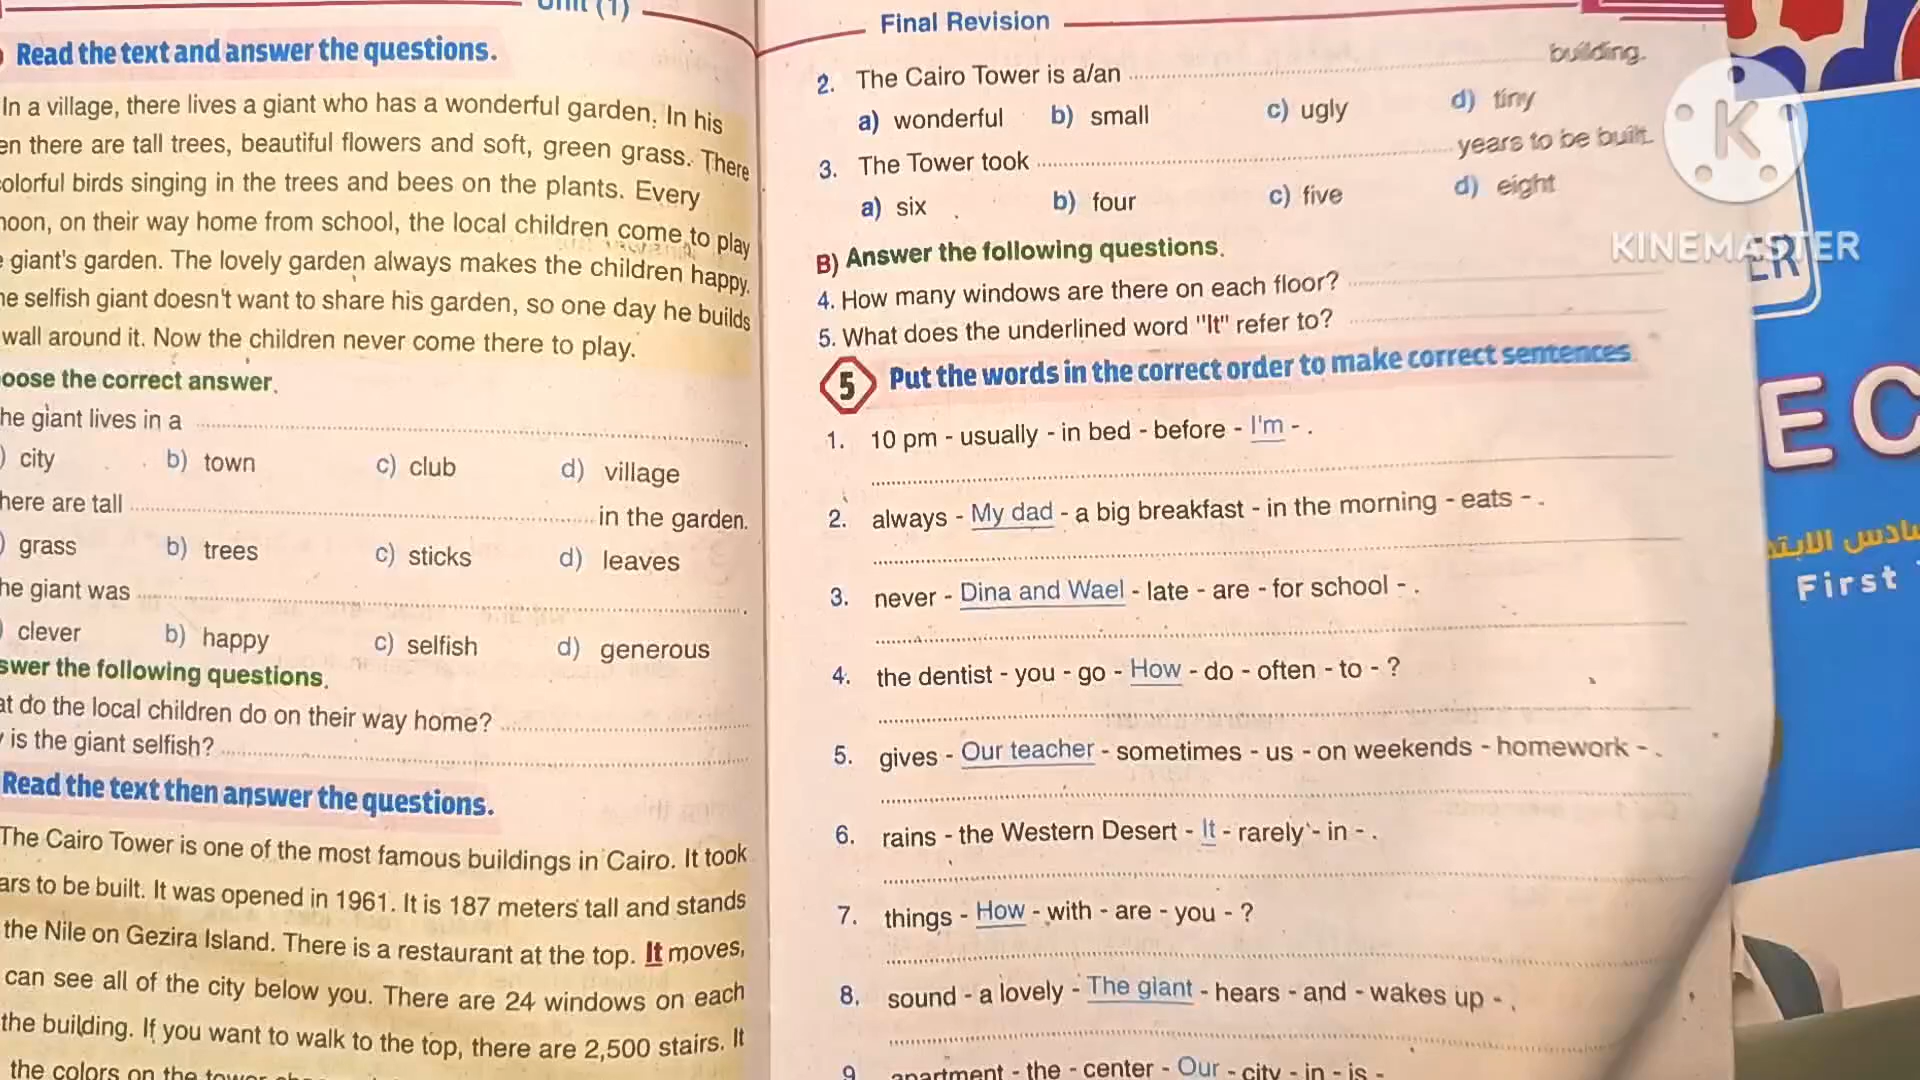 Unit (1)
Read the text and answer the questions.
In a village, there lives a giant who has a wonderful garden. In his
en there are tall trees, beautiful flowers and soft, green grass. There
colorful birds singing in the trees and bees on the plants. Every
noon, on their way home from school, the local children come to play
e giant's garden. The lovely garden always makes the children happy.
he selfish giant doesn't want to share his garden, so one day he builds
wall around it. Now the children never come there to play.
oose the correct answer.
he giant lives in a
) city b) town c) club d) village
here are tall in the garden.
) grass b) trees c) sticks d) leaves
he giant was
) clever b) happy c) selfish d) generous
swer the following questions.
at do the local children do on their way home?
y is the giant selfish?
Read the text then answer the questions.
The Cairo Tower is one of the most famous buildings in Cairo. It took
ars to be built. It was opened in 1961. It is 187 meters tall and stands
the Nile on Gezira Island. There is a restaurant at the top. It moves,
can see all of the city below you. There are 24 windows on each
the building. If you want to walk to the top, there are 2,500 stairs. It
the colors on the tower
Final Revision
2. The Cairo Tower is a/an building.
a) wonderful b) small c) ugly d) tiny
3. The Tower took years to be built.
a) six b) four c) five d) eight
B) Answer the following questions.
4. How many windows are there on each floor?
5. What does the underlined word "It" refer to?
5 Put the words in the correct order to make correct sentences
1. 10 pm - usually - in bed - before - I'm - .
2. always - My dad - a big breakfast - in the morning - eats - .
3. never - Dina and Wael - late - are - for school - .
4. the dentist - you - go - How - do - often - to - ?
5. gives - Our teacher - sometimes - us - on weekends - homework - .
6. rains - the Western Desert - It - rarely - in - .
7. things - How - with - are - you - ?
8. sound - a lovely - The giant - hears - and - wakes up - .
9 apartment - the - center - Our - city - in - is -
K
KINEMASTER
ER
EC
سادس الابتد
First